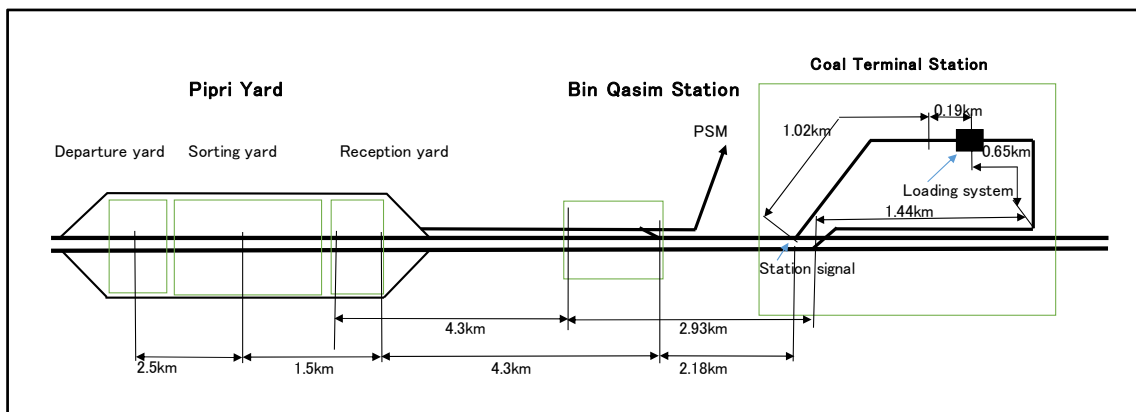 Coal Terminal Station
Pipri Yard
Bin Qasim Station
0.19km
1.02km
PSM
Departure yard
Sorting yard
Reception yard
0.65km
Loading system
1.44km
Station signal
4.3km
2.93km
2.5km
1.5km
4.3km
2.18km